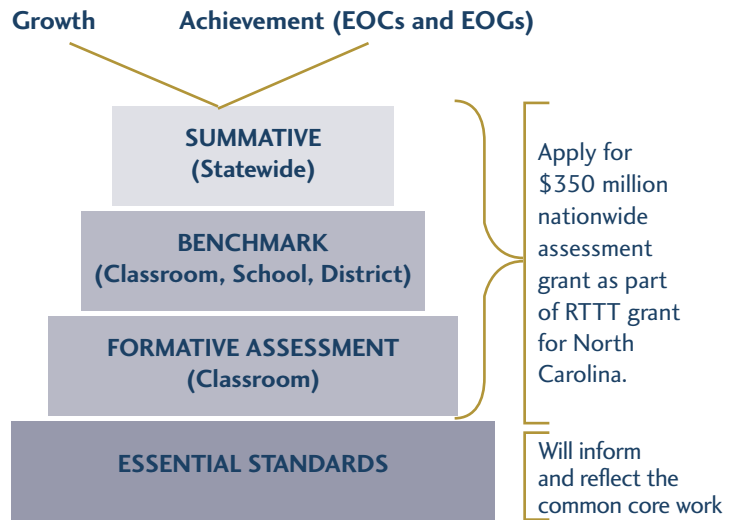 Growth
Achievement (EOCs and EOGs)
SUMMATIVE
(Statewide)
BENCHMARK
(Classroom, School, District)
FORMATIVE ASSESSMENT
(Classroom)
ESSENTIAL STANDARDS
Apply for
$350 million
nationwide
assessment
grant as part
of RTTT grant
for North
Carolina.
Will inform
and reflect the
common core work